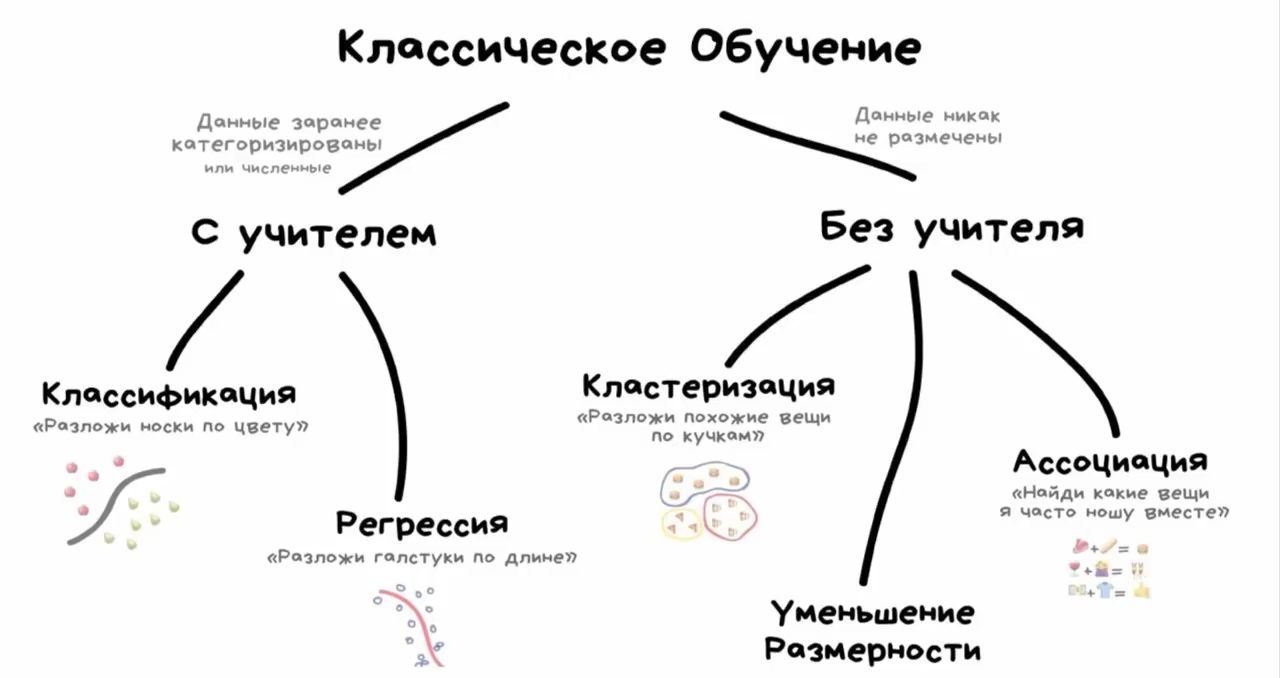 Классическое Обучение
Данные заранее
категоризированы
или численные
Данные никак
не размечены
С учителем
Без учителя
Классификация
«Разложи носки по цвету»
Регрессия
«Разложи галстуки по длине»
Кластеризация
«Разложи похожие вещи
по кучкам»
Уменьшение
Размерности
Ассоциация
«Найди какие вещи
я часто ношу вместе»
+ =
+ =
+ =